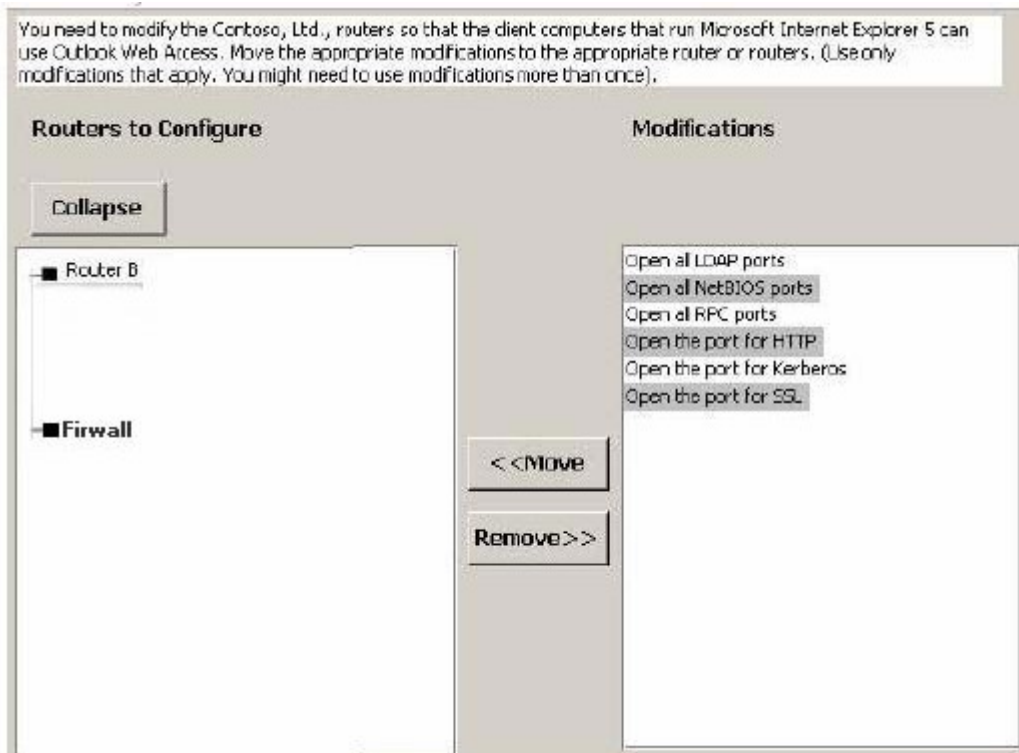 You need to modify the Contoso, Ltd., routers so that the client computers that run Microsoft Internet Explorer 5 can
use Outlook Web Access. Move the appropriate modifications to the appropriate router or routers. (Use only
modifications that apply. You might need to use modifications more than once).
Routers to Configure
Modifications
Collapse
Router B
Firwall
<<Move
Remove>>
Open all LDAP ports
Open all NetBIOS ports
Open all RPC ports
Open the port for HTTP
Open the port for Kerberos
Open the port for SSL